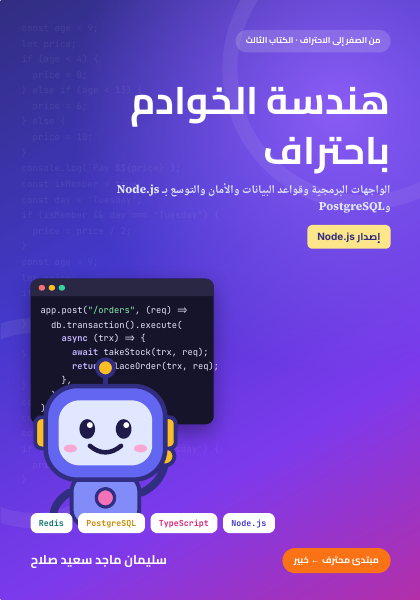 من الصفر إلى الاحتراف · الكتاب الثالث
هندسة الخوادم
باحتراف
الواجهات البرمجية وقواعد البيانات والأمان والتوسع بـ Node.js
وPostgreSQL
إصدار Node.js
app.post("/orders", (req) => 
db.transaction().execute(
async (trx) => {
await takeStock(trx, req);
laceOrder(trx, req);
},
Redis
PostgreSQL
TypeScript
Node.js
سليمان ماجد سعيد صلاح
مبتدئ محترف ← خبير